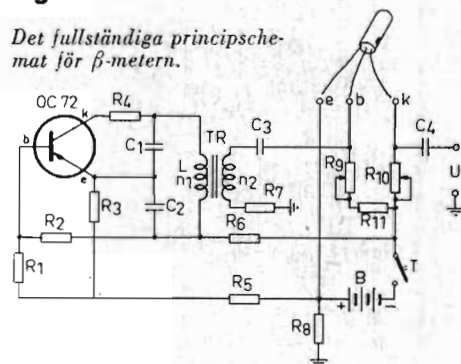 Det fullständiga principsche-
mat för β-metern.
OC 72
k
R4
b
e
C1
C2
R3
R2
R1
TR
L
n1
n2
C3
R7
R6
R5
e
b
k
R9
R10
R11
C4
U
T
+ B -
R8